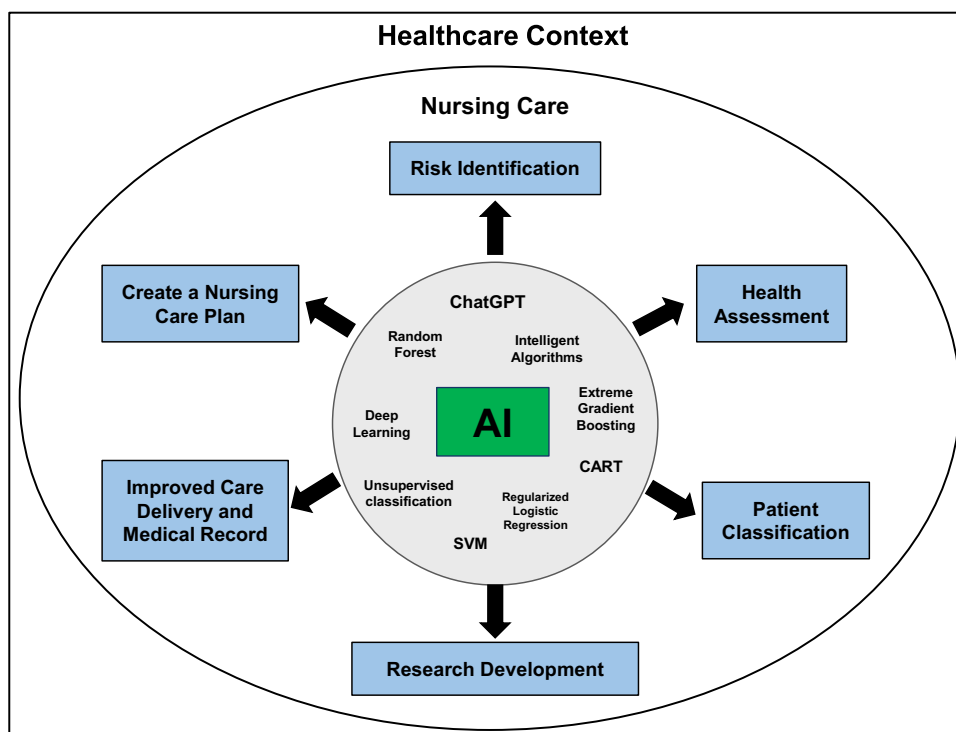 Healthcare Context
Nursing Care
Risk Identification
Create a Nursing
Care Plan
Health
Assessment
ChatGPT
Random
Forest
Intelligent
Algorithms
Deep
Learning
AI
Extreme
Gradient
Boosting
CART
Unsupervised
classification
Regularized
Logistic
Regression
SVM
Improved Care
Delivery and
Medical Record
Patient
Classification
Research Development